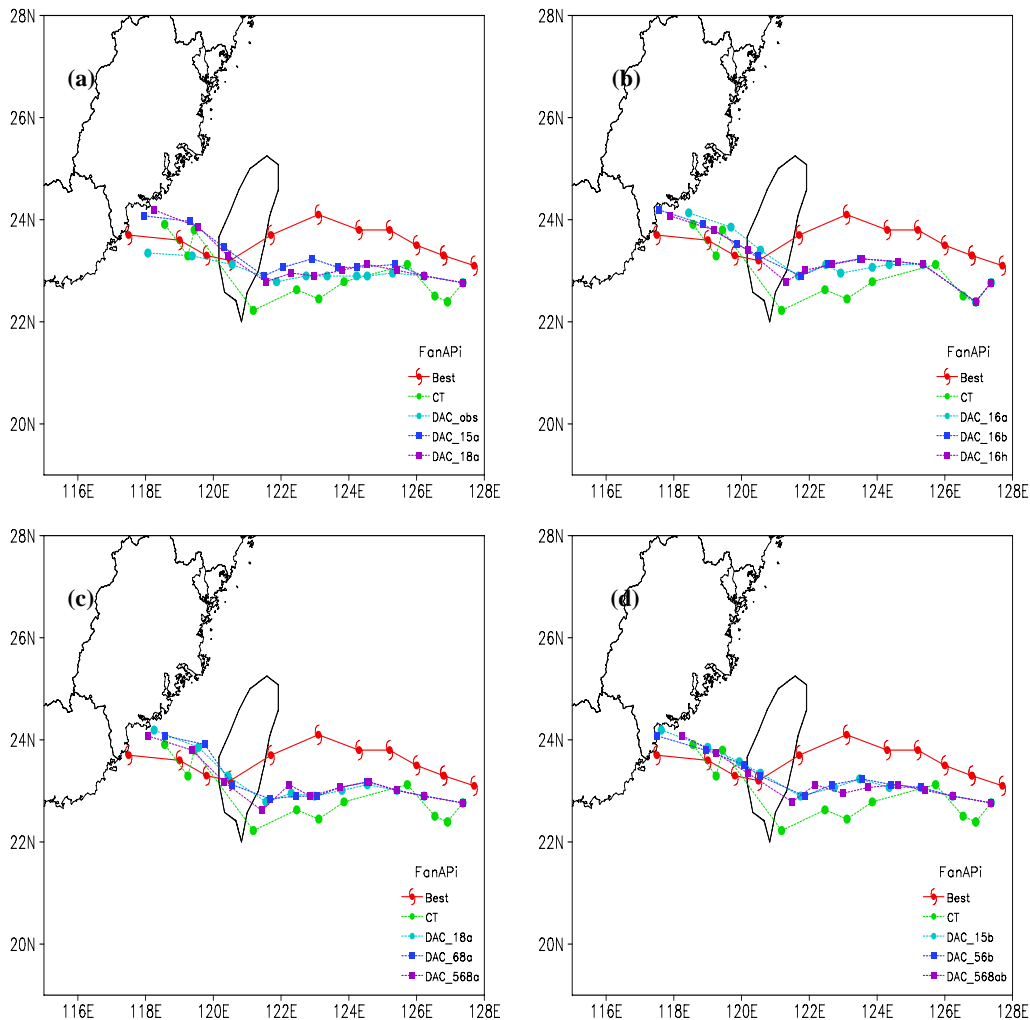 28N
(a)
26N
24N
22N
20N
FanAPi
Best
CT
DAC_obs
DAC_15a
DAC_18a
116E 118E 120E 122E 124E 126E 128E
28N
(b)
26N
24N
22N
20N
FanAPi
Best
CT
DAC_16a
DAC_16b
DAC_16h
116E 118E 120E 122E 124E 126E 128E
28N
(c)
26N
24N
22N
20N
FanAPi
Best
CT
DAC_18a
DAC_68a
DAC_568a
116E 118E 120E 122E 124E 126E 128E
28N
(d)
26N
24N
22N
20N
FanAPi
Best
CT
DAC_15b
DAC_56b
DAC_568ab
116E 118E 120E 122E 124E 126E 128E